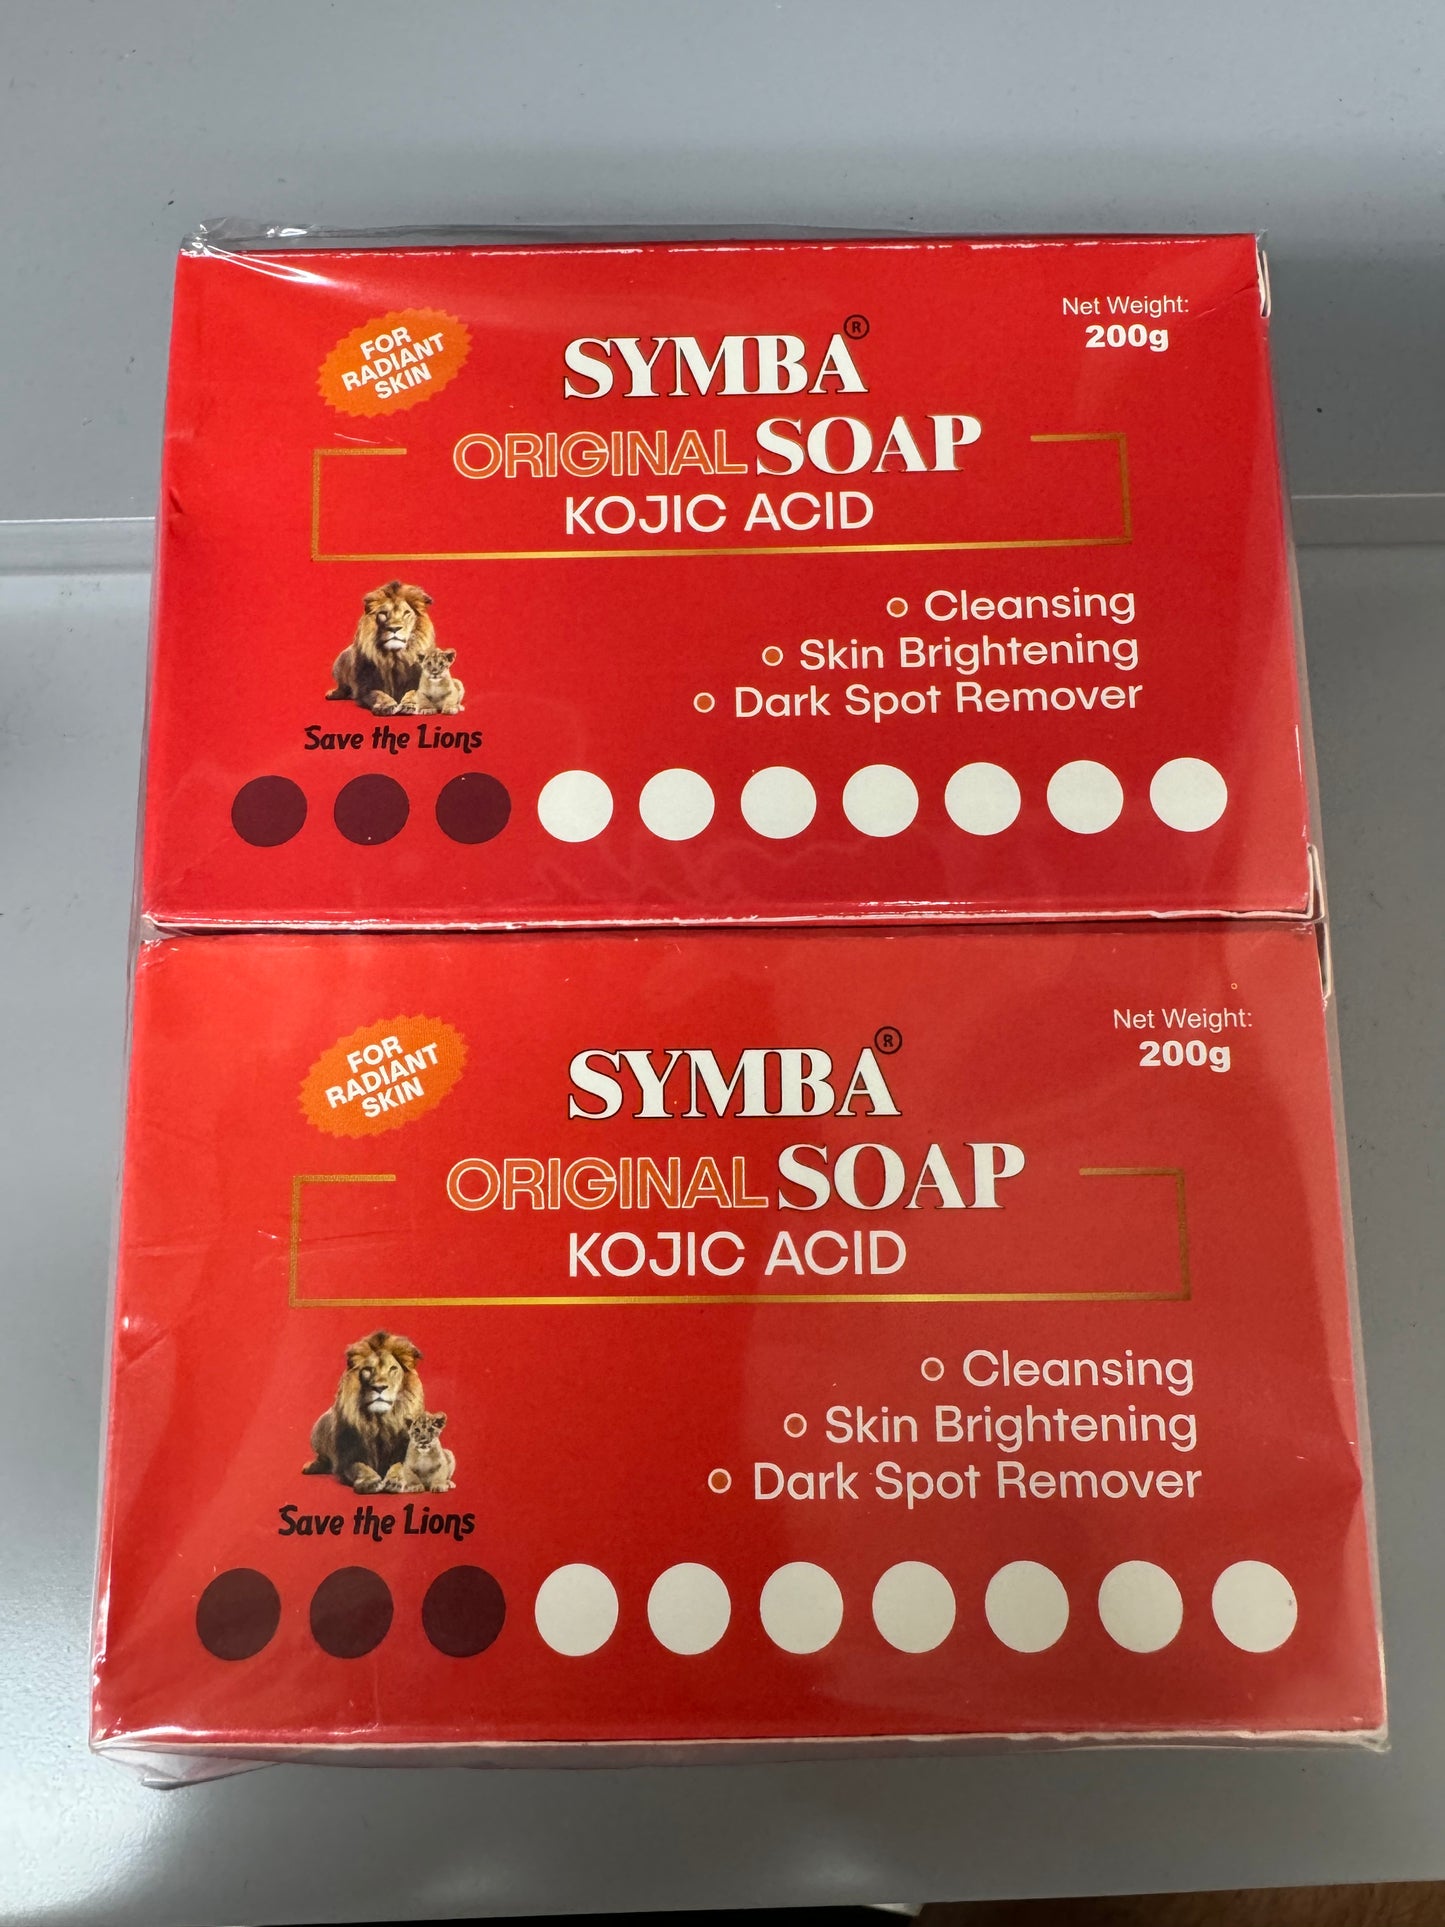 FOR
RADIANT
SKIN
SYMBA®
Net Weight:
200g
ORIGINAL SOAP
KOJIC ACID
Cleansing
Skin Brightening
Dark Spot Remover
Save the Lions
FOR
RADIANT
SKIN
SYMBA®
Net Weight:
200g
ORIGINAL SOAP
KOJIC ACID
Cleansing
Skin Brightening
Dark Spot Remover
Save the Lions